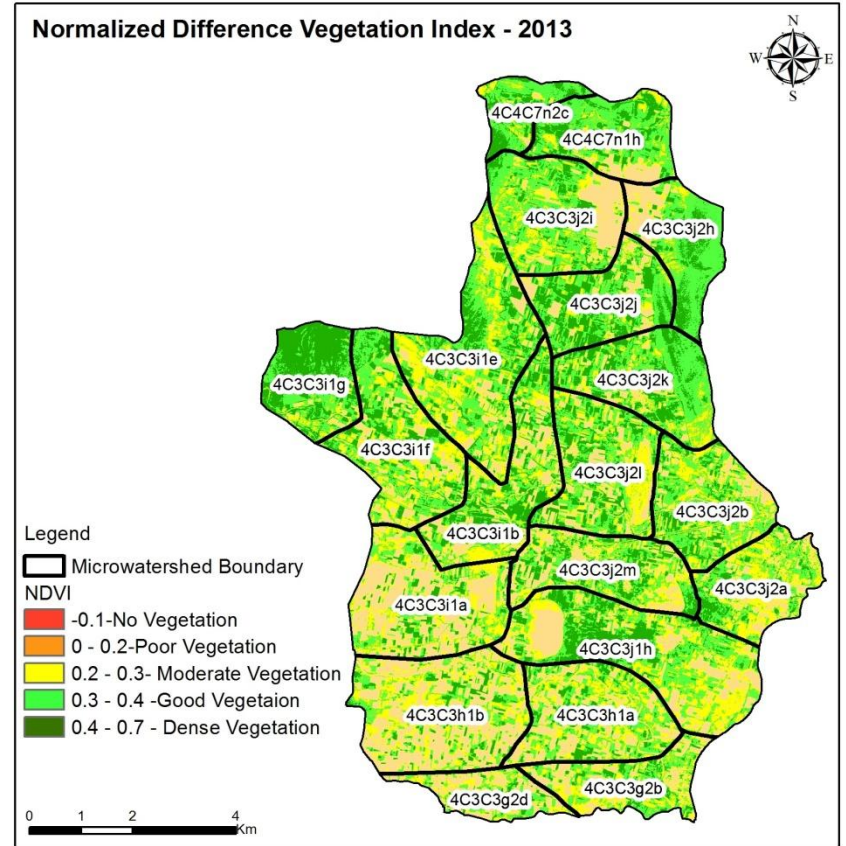 Normalized Difference Vegetation Index - 2013
N
W E
S
4C4C7n2c
4C4C7n1h
4C3C3j2i
4C3C3j2h
4C3C3j2j
4C3C3i1e
4C3C3i1g
4C3C3j2k
4C3C3i1f
4C3C3j2l
4C3C3j2b
4C3C3i1b
4C3C3j2m
4C3C3j2a
4C3C3i1a
4C3C3j1h
4C3C3h1b
4C3C3h1a
4C3C3g2d
4C3C3g2b
Legend
Microwatershed Boundary
NDVI
-0.1-No Vegetation
0 - 0.2-Poor Vegetation
0.2 - 0.3- Moderate Vegetation
0.3 - 0.4 -Good Vegetaion
0.4 - 0.7 - Dense Vegetation
0 1 2 4
Km